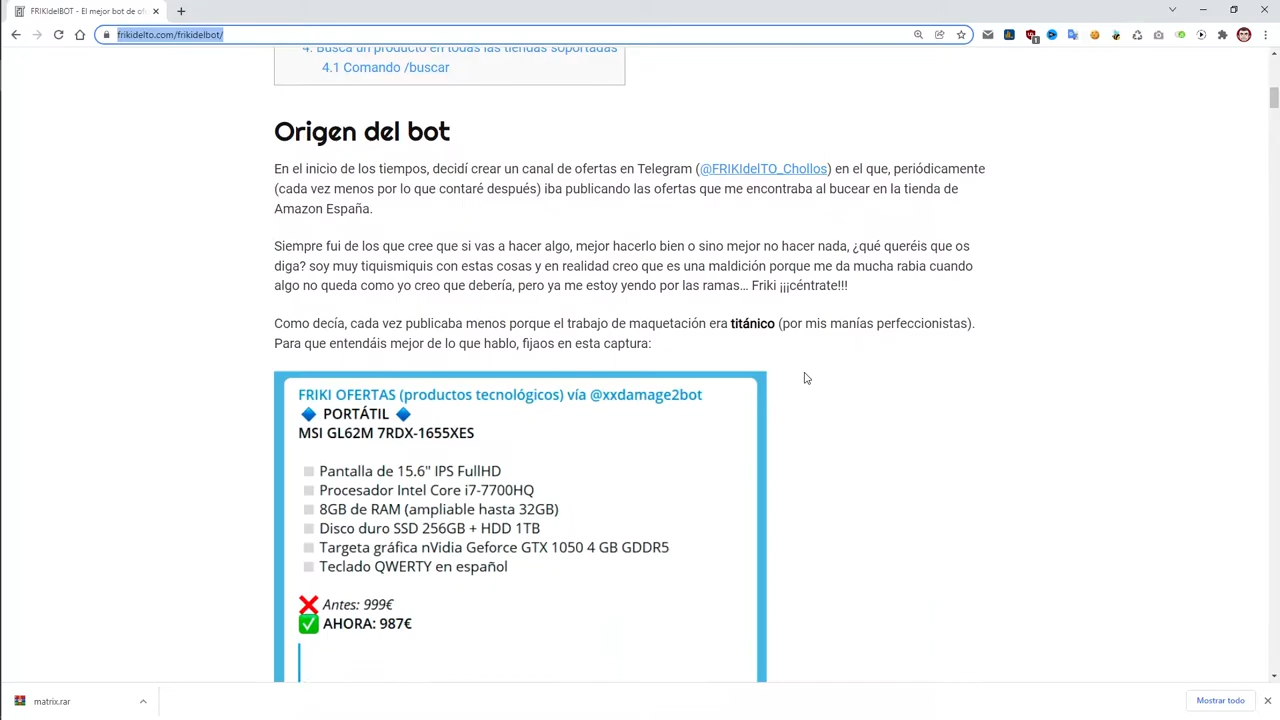 FRIKIdelBOT - El mejor bot de ofe
frikidelto.com/frikidelbot/
1
4. Busca un producto en todas las tiendas soportadas
4.1 Comando /buscar
Origen del bot
En el inicio de los tiempos, decidí crear un canal de ofertas en Telegram (@FRIKIdelTO_Chollos) en el que, periódicamente
(cada vez menos por lo que contaré después) iba publicando las ofertas que me encontraba al bucear en la tienda de
Amazon España.
Siempre fui de los que cree que si vas a hacer algo, mejor hacerlo bien o sino mejor no hacer nada, ¿qué queréis que os
diga? soy muy tiquismiquis con estas cosas y en realidad creo que es una maldición porque me da mucha rabia cuando
algo no queda como yo creo que debería, pero ya me estoy yendo por las ramas… Friki ¡¡¡céntrate!!!
Como decía, cada vez publicaba menos porque el trabajo de maquetación era titánico (por mis manías perfeccionistas).
Para que entendáis mejor de lo que hablo, fijaos en esta captura:
FRIKI OFERTAS (productos tecnológicos) vía @xxdamage2bot
PORTÁTIL
MSI GL62M 7RDX-1655XES
Pantalla de 15.6" IPS FullHD
Procesador Intel Core i7-7700HQ
8GB de RAM (ampliable hasta 32GB)
Disco duro SSD 256GB + HDD 1TB
Targeta gráfica nVidia Geforce GTX 1050 4 GB GDDR5
Teclado QWERTY en español
Antes: 999€
AHORA: 987€
matrix.rar
Mostrar todo